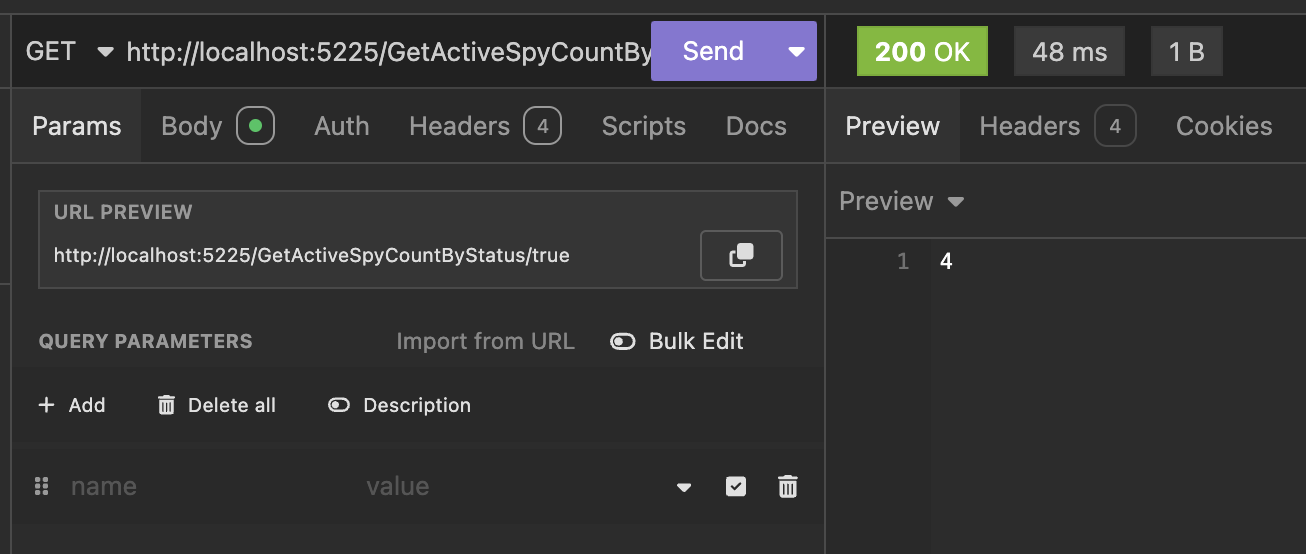 GET http://localhost:5225/GetActiveSpyCountBy Send 200 OK 48 ms 1 B
Params Body Auth Headers 4 Scripts Docs Preview Headers 4 Cookies
URL PREVIEW
http://localhost:5225/GetActiveSpyCountByStatus/true
QUERY PARAMETERS Import from URL Bulk Edit
+ Add Delete all Description
name value
Preview
1 4